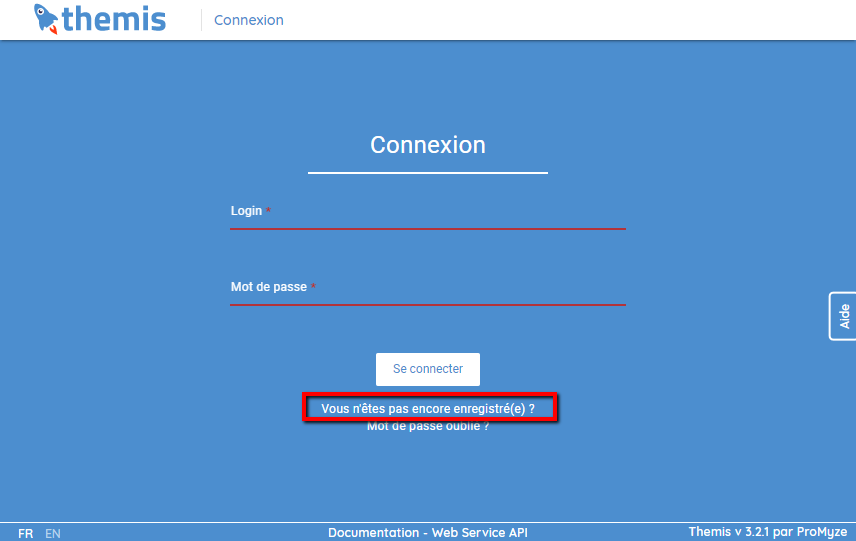 themis
Connexion
Connexion
Login *
Mot de passe *
Aide
Se connecter
Vous n'êtes pas encore enregistré(e) ?
Mot de passe oublié ?
FR EN
Documentation - Web Service API
Themis v 3.2.1 par ProMyze